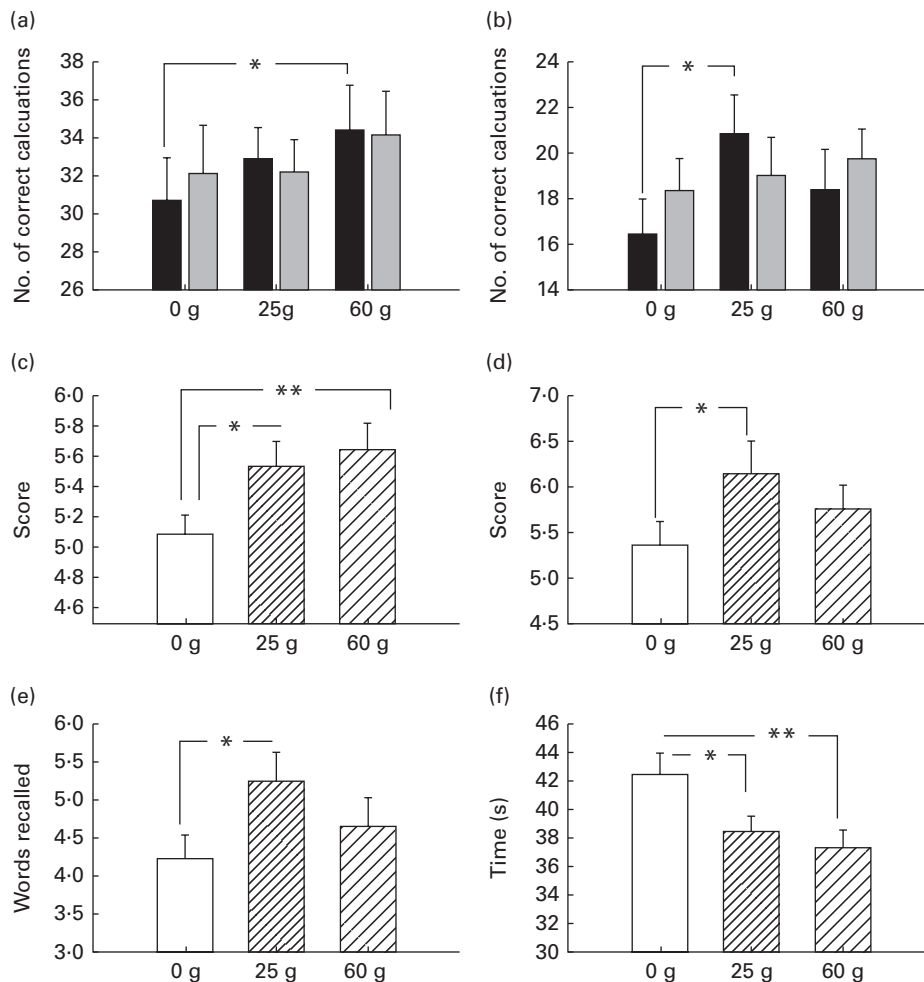 (a)
No. of correct calcuations
38
36
34
32
30
28
26
*
0 g 25g 60 g
(b)
No. of correct calcuations
24
22
20
18
16
14
*
0 g 25 g 60 g
(c)
Score
6·0
5·8
5·6
5·4
5·2
5·0
4·8
4·6
**
*
0 g 25 g 60 g
(d)
Score
7·0
6·5
6·0
5·5
5·0
4·5
*
0 g 25 g 60 g
(e)
Words recalled
6·0
5·5
5·0
4·5
4·0
3·5
3·0
*
0 g 25 g 60 g
(f)
Time (s)
46
44
42
40
38
36
34
32
30
**
*
0 g 25 g 60 g